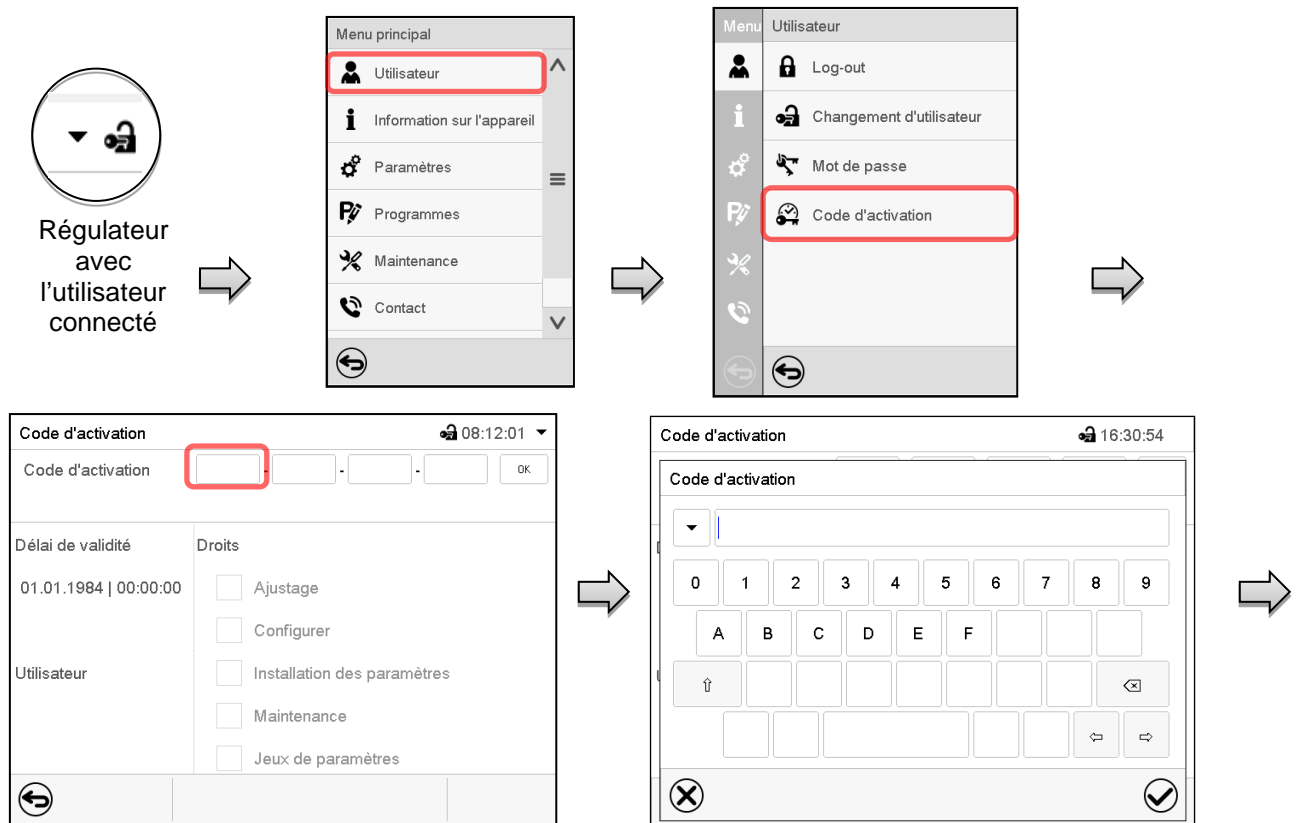 Régulateur
avec
l’utilisateur
connecté
Menu principal
Utilisateur
Information sur l'appareil
Paramètres
Programmes
Maintenance
Contact
Menu
Utilisateur
Log-out
Changement d'utilisateur
Mot de passe
Code d'activation
Code d'activation 08:12:01
Code d'activation - - - OK
Délai de validité Droits
01.01.1984 | 00:00:00 Ajustage
Configurer
Utilisateur Installation des paramètres
Maintenance
Jeux de paramètres
Code d'activation 16:30:54
Code d'activation
0 1 2 3 4 5 6 7 8 9
A B C D E F